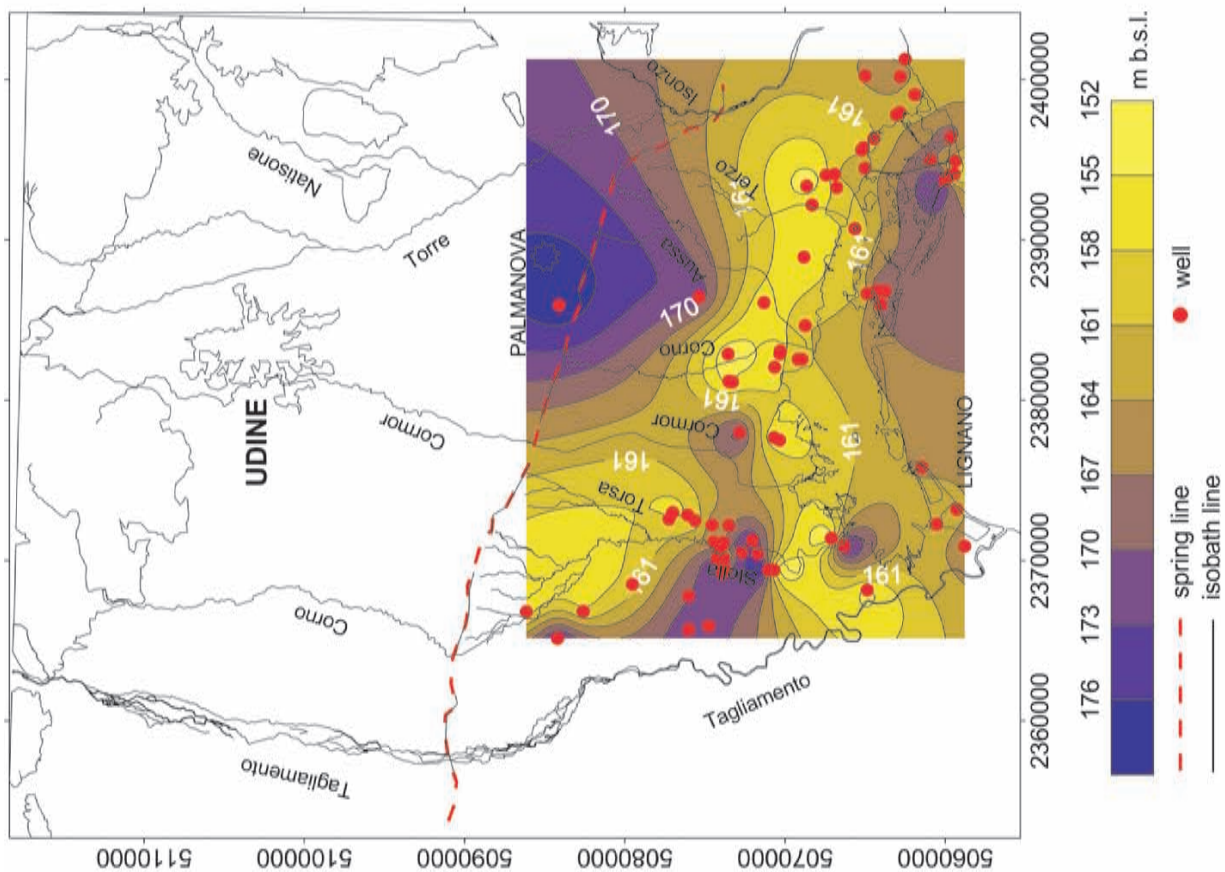 Tagliamento
Corno
Cormor
UDINE
Torre
Natisone
PALMANOVA
Isonzo
170
Terzo
161
161
Aussa
170
161
Corno
161
Cormor
161
161
Torsa
161
Stella
161
LIGNANO
Tagliamento
5110000
5100000
5090000
5080000
5070000
5060000
2360000
2370000
2380000
2390000
2400000
176
173
170
167
164
161
158
155
152
m b.s.l.
spring line
well
isobath line